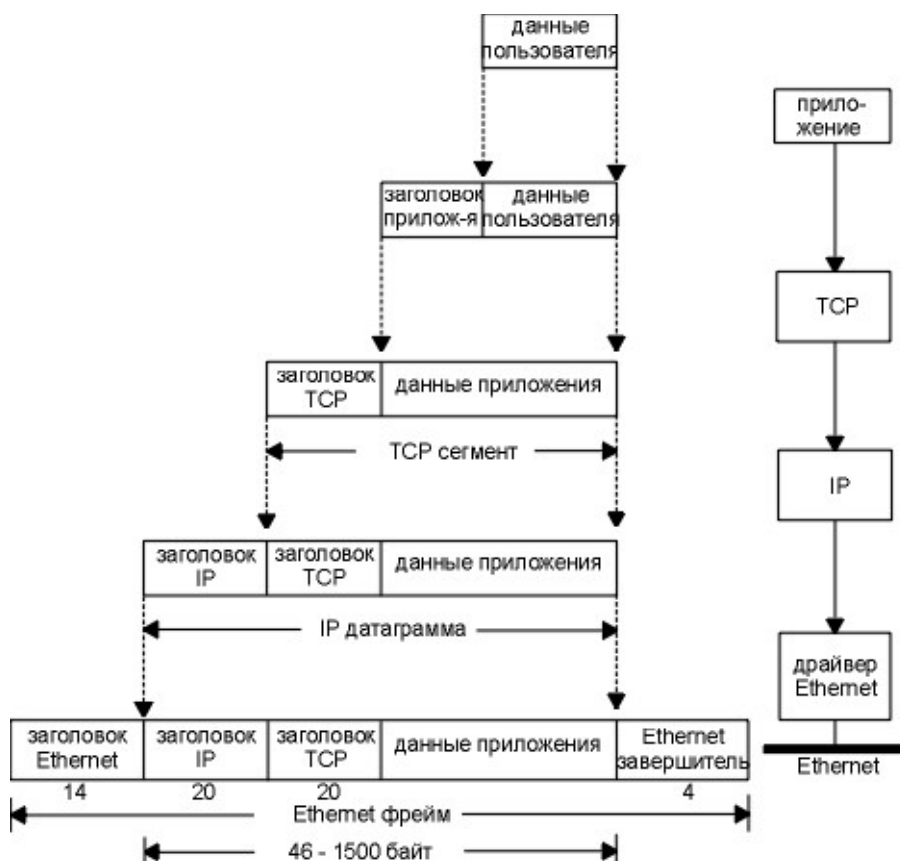 данные
пользователя
прило-
жение
заголовок
прилож-я
данные
пользователя
TCP
заголовок
TCP
данные приложения
TCP сегмент
IP
заголовок
IP
заголовок
TCP
данные приложения
IP датаграмма
драйвер
Ethernet
заголовок
Ethernet
заголовок
IP
заголовок
TCP
данные приложения
Ethernet
завершитель
Ethernet
14
20
20
4
Ethernet фрейм
46 - 1500 байт